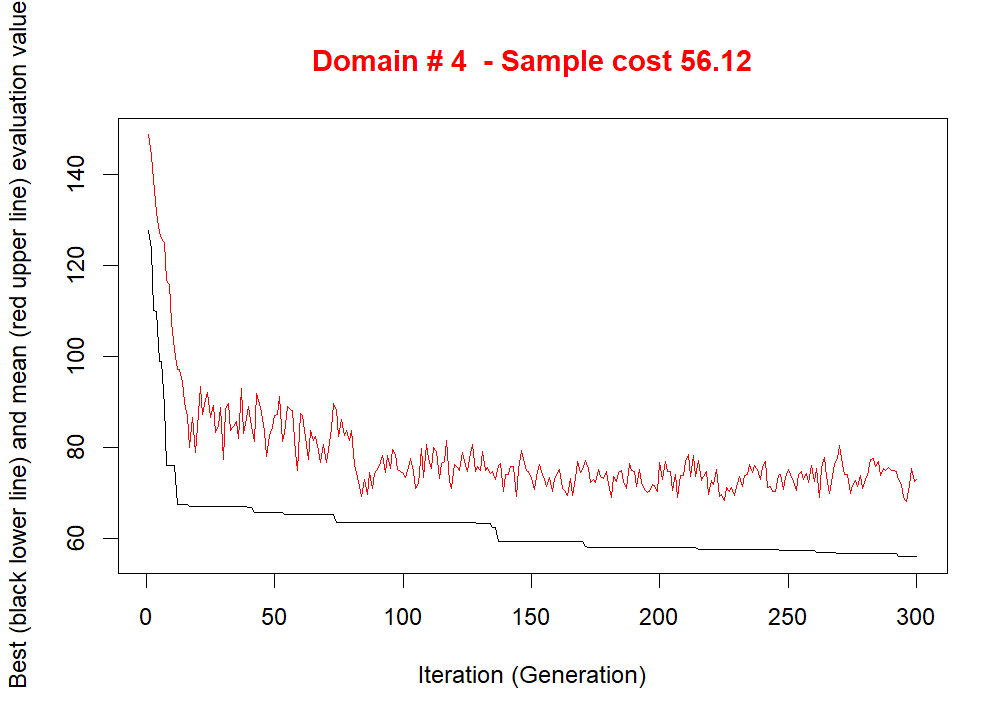 Domain # 4  - Sample cost 56.12
Best (black lower line) and mean (red upper line) evaluation value
140
120
100
80
60
0 50 100 150 200 250 300
Iteration (Generation)